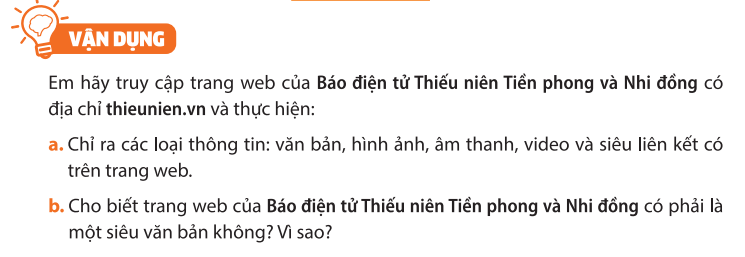 VẬN DỤNG
Em hãy truy cập trang web của Báo điện tử Thiếu niên Tiền phong và Nhi đồng có
địa chỉ thieunien.vn và thực hiện:
a. Chỉ ra các loại thông tin: văn bản, hình ảnh, âm thanh, video và siêu liên kết có
trên trang web.
b. Cho biết trang web của Báo điện tử Thiếu niên Tiền phong và Nhi đồng có phải là
một siêu văn bản không? Vì sao?